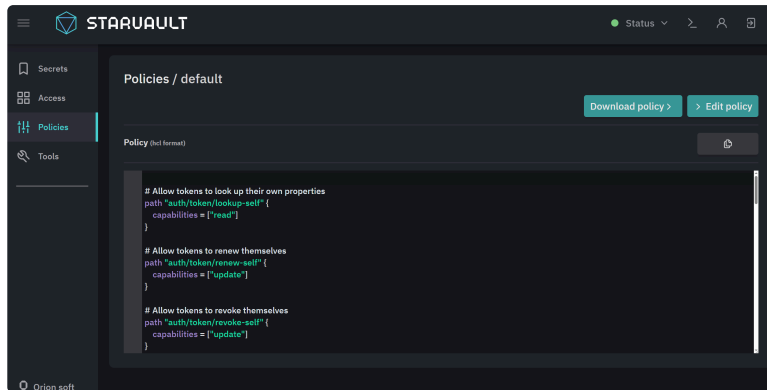 STARVAULT
Status
Secrets
Access
Policies
Tools
Orion soft
Policies / default
Download policy >
> Edit policy
Policy (hcl format)
# Allow tokens to look up their own properties
path "auth/token/lookup-self" {
capabilities = ["read"]
}
# Allow tokens to renew themselves
path "auth/token/renew-self" {
capabilities = ["update"]
}
# Allow tokens to revoke themselves
path "auth/token/revoke-self" {
capabilities = ["update"]
}